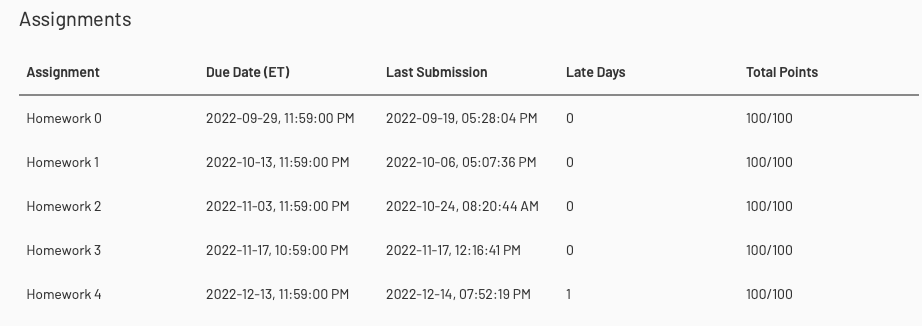 Assignments
Assignment Due Date (ET) Last Submission Late Days Total Points
Homework 0 2022-09-29, 11:59:00 PM 2022-09-19, 05:28:04 PM 0 100/100
Homework 1 2022-10-13, 11:59:00 PM 2022-10-06, 05:07:36 PM 0 100/100
Homework 2 2022-11-03, 11:59:00 PM 2022-10-24, 08:20:44 AM 0 100/100
Homework 3 2022-11-17, 10:59:00 PM 2022-11-17, 12:16:41 PM 0 100/100
Homework 4 2022-12-13, 11:59:00 PM 2022-12-14, 07:52:19 PM 1 100/100